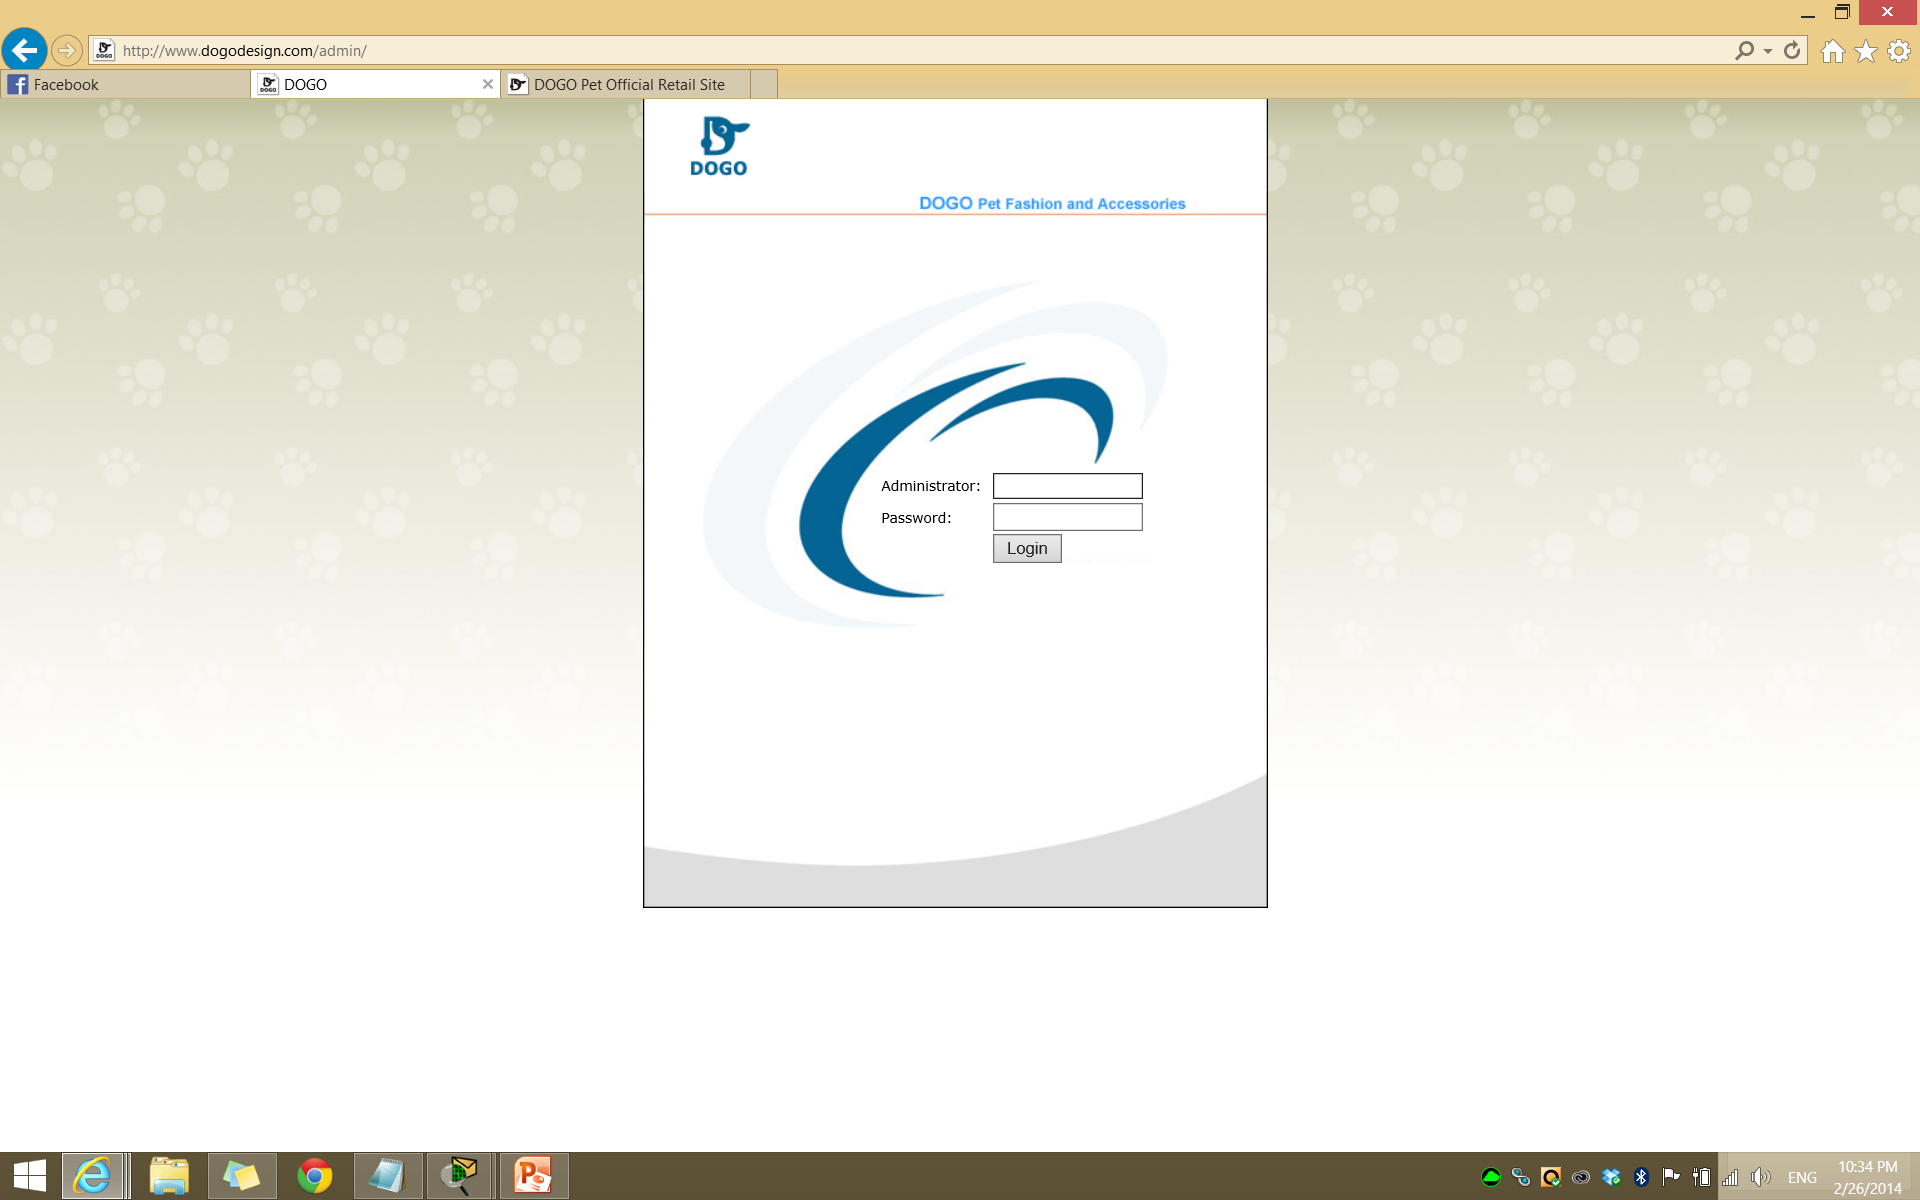 http://www.dogodesign.com/admin/
Facebook
DOGO
DOGO Pet Official Retail Site
DOGO
DOGO Pet Fashion and Accessories
Administrator:
Password:
Login
ENG
10:34 PM
2/26/2014